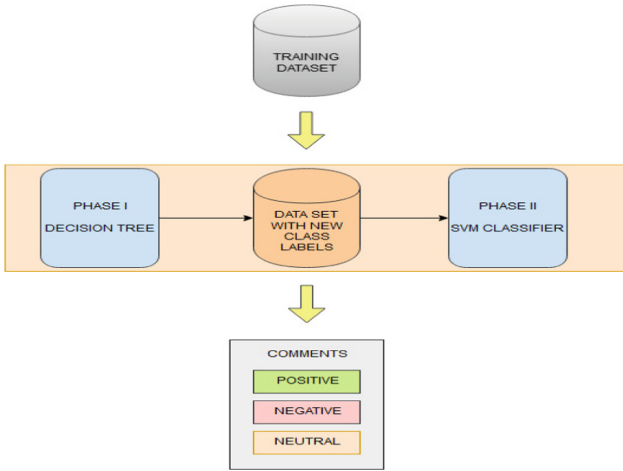 TRAINING
DATASET
PHASE I
DECISION TREE
DATA SET
WITH NEW
CLASS
LABELS
PHASE II
SVM CLASSIFIER
COMMENTS
POSITIVE
NEGATIVE
NEUTRAL